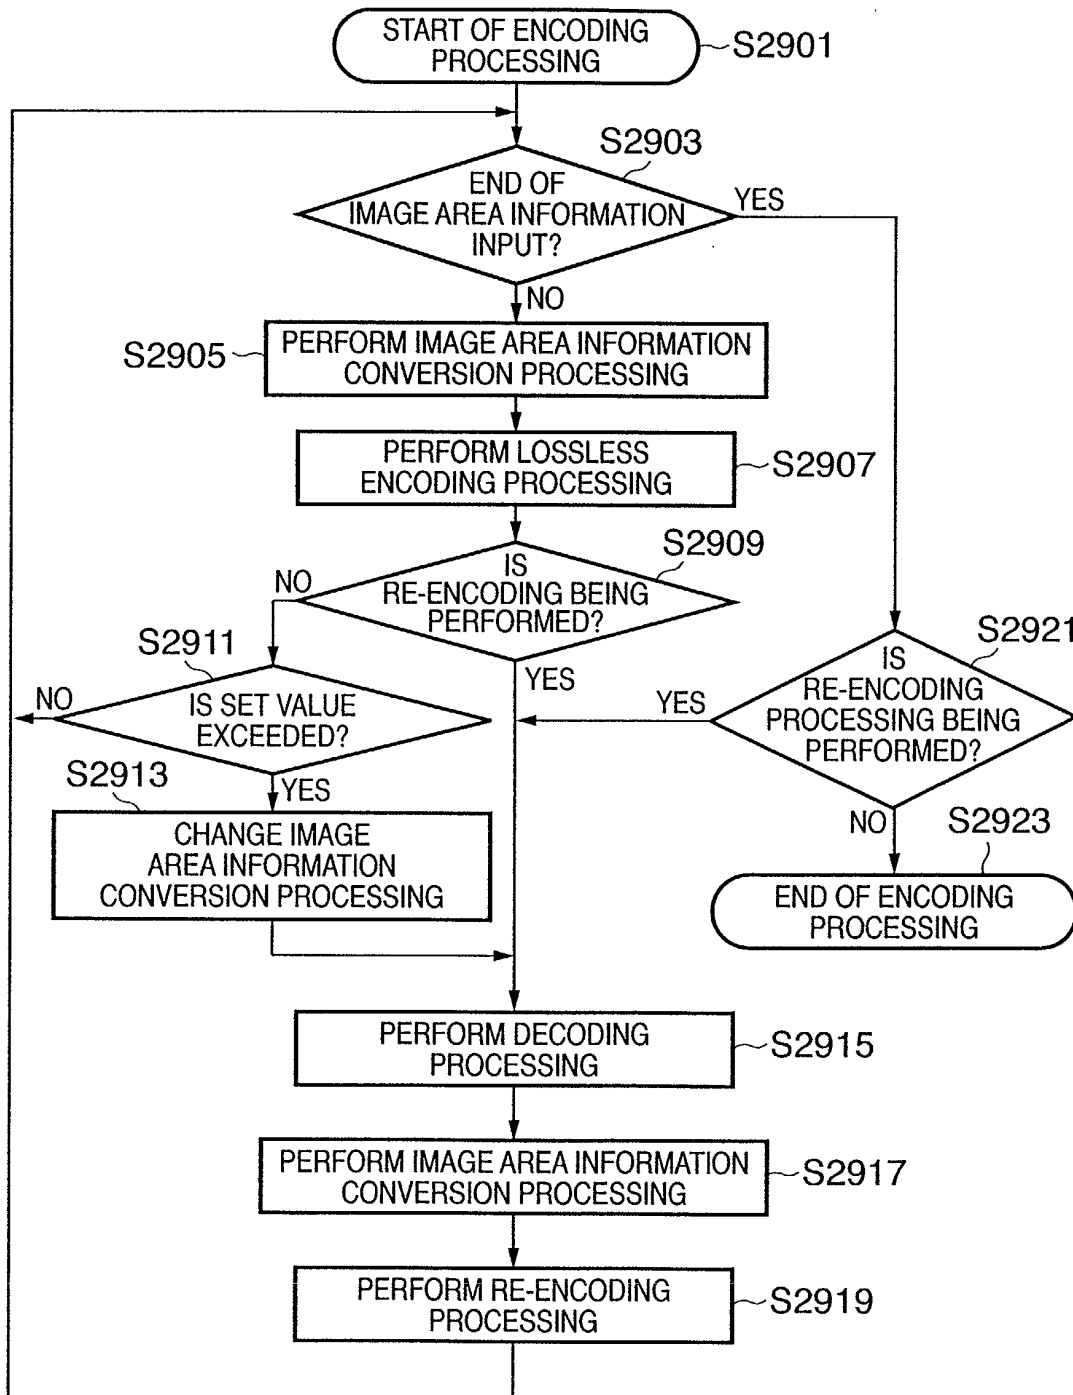 START OF ENCODING
PROCESSING
S2901
S2903
END OF
IMAGE AREA INFORMATION
INPUT?
YES
NO
S2905
PERFORM IMAGE AREA INFORMATION
CONVERSION PROCESSING
PERFORM LOSSLESS
ENCODING PROCESSING
S2907
S2909
IS
RE-ENCODING BEING
PERFORMED?
NO
YES
S2911
IS SET VALUE
EXCEEDED?
NO
YES
S2921
IS
RE-ENCODING
PROCESSING BEING
PERFORMED?
YES
NO
S2913
CHANGE IMAGE
AREA INFORMATION
CONVERSION PROCESSING
S2923
END OF ENCODING
PROCESSING
PERFORM DECODING
PROCESSING
S2915
PERFORM IMAGE AREA INFORMATION
CONVERSION PROCESSING
S2917
PERFORM RE-ENCODING
PROCESSING
S2919